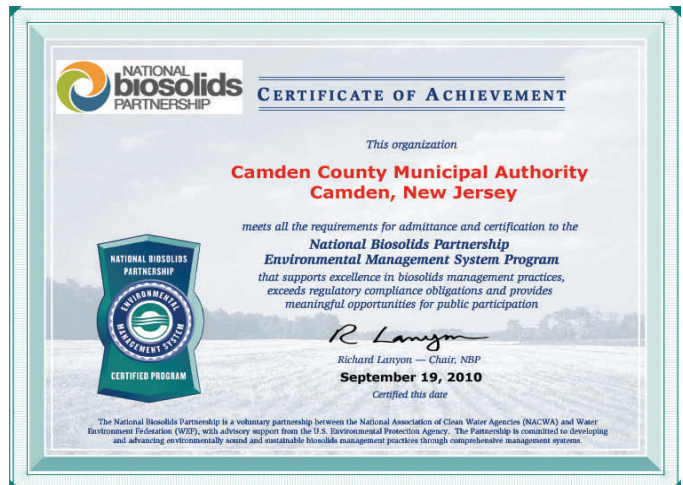 NATIONAL
biosolids
PARTNERSHIP
CERTIFICATE OF ACHIEVEMENT
This organization
Camden County Municipal Authority
Camden, New Jersey
meets all the requirements for admittance and certification to the
National Biosolids Partnership
Environmental Management System Program
that supports excellence in biosolids management practices,
exceeds regulatory compliance obligations and provides
meaningful opportunities for public participation
NATIONAL BIOSOLIDS
PARTNERSHIP
ENVIRONMENTAL
MANAGEMENT SYSTEM
CERTIFIED PROGRAM
R Lanyon
Richard Lanyon — Chair, NBP
September 19, 2010
Certified this date
The National Biosolids Partnership is a voluntary partnership between the National Association of Clean Water Agencies (NACWA) and Water
Environment Federation (WEF), with advisory support from the U.S. Environmental Protection Agency. The Partnership is committed to developing
and advancing environmentally sound and sustainable biosolids management practices through comprehensive management systems.